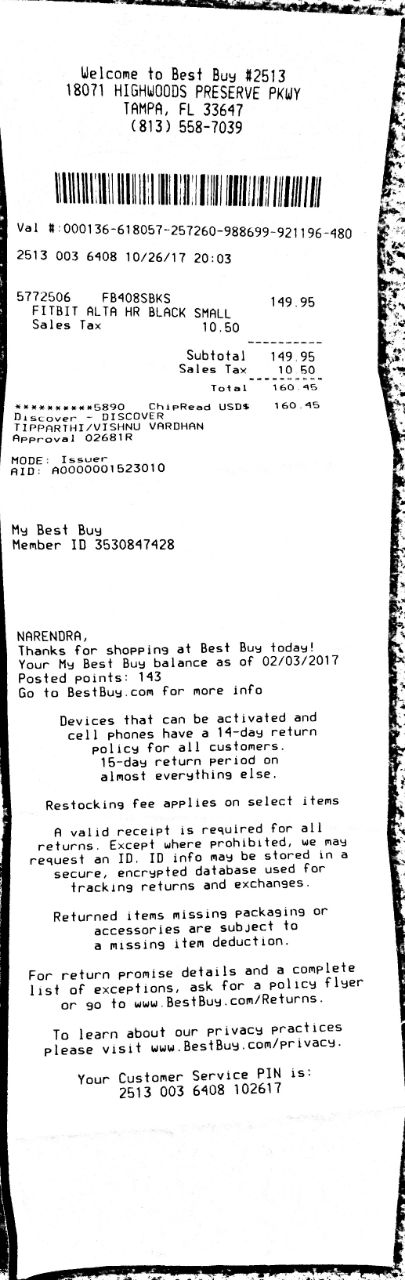 Welcome to Best Buy #2513
18071 HIGHWOODS PRESERVE PKWY
TAMPA, FL 33647
(813) 558-7039
Val #:000136-618057-257260-988699-921196-480
2513 003 6408 10/26/17 20:03
5772506 FB408SBKS 149.95
FITBIT ALTA HR BLACK SMALL
Sales Tax 10.50
Subtotal 149.95
Sales Tax 10 50
Total 160.45
**********5890 ChipRead USD$ 160.45
Discover - DISCOVER
TIPPARTHI/VISHNU VARDHAN
Approval 02681R
MODE: Issuer
AID: A0000001523010
My Best Buy
Member ID 3530847428
NARENDRA,
Thanks for shopping at Best Buy today!
Your My Best Buy balance as of 02/03/2017
Posted points: 143
Go to BestBuy.com for more info
Devices that can be activated and
cell phones have a 14-day return
policy for all customers.
15-day return period on
almost everything else.
Restocking fee applies on select items
A valid receipt is required for all
returns. Except where prohibited, we may
request an ID. ID info may be stored in a
secure, encrypted database used for
tracking returns and exchanges.
Returned items missing packaging or
accessories are subject to
a missing item deduction.
For return promise details and a complete
list of exceptions, ask for a policy flyer
or go to www.BestBuy.com/Returns.
To learn about our privacy practices
please visit www.BestBuy.com/privacy.
Your Customer Service PIN is:
2513 003 6408 102617